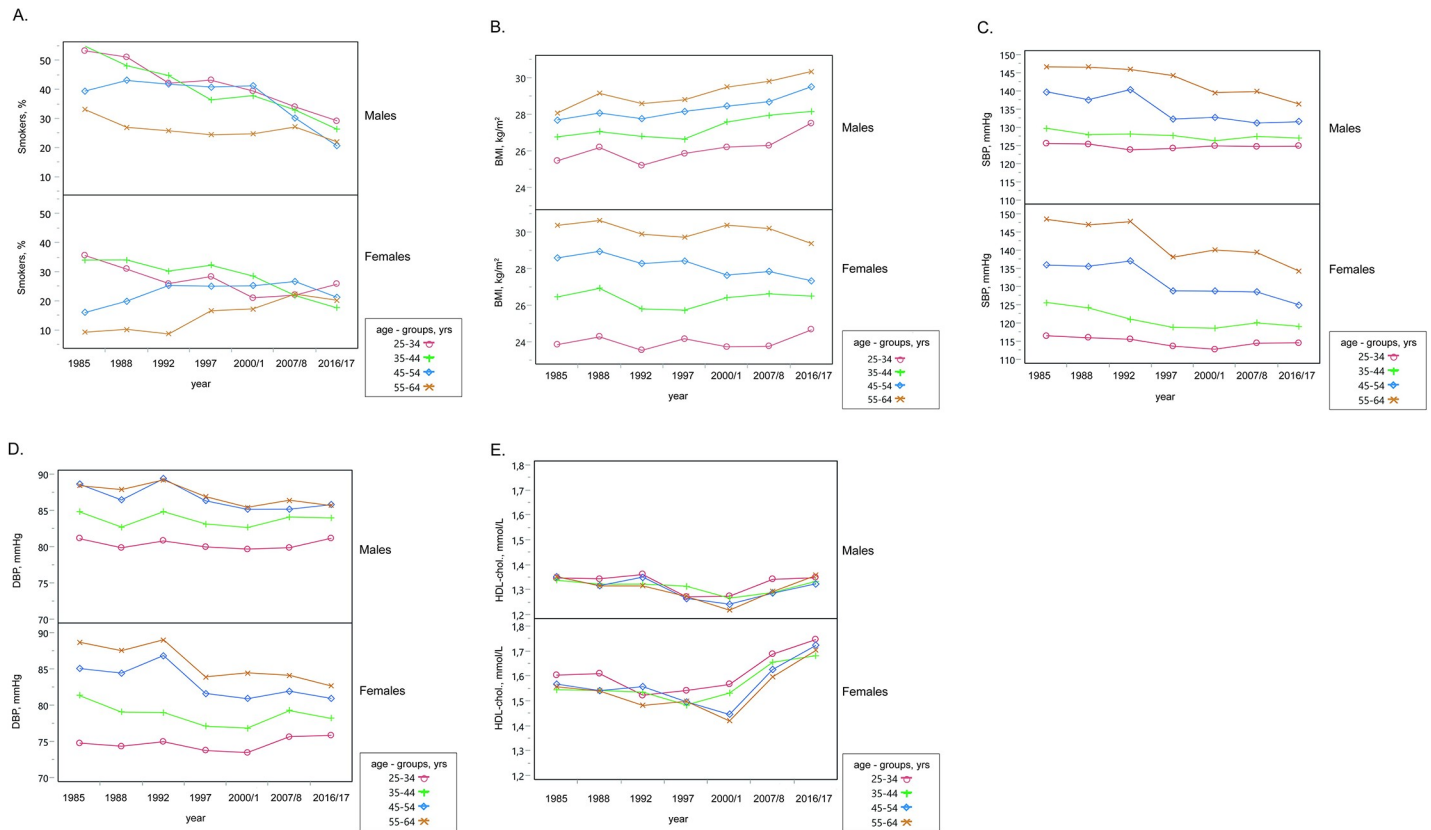 A.
Smokers, %
50
40
30
20
10
Males
Smokers, %
50
40
30
20
10
Females
1985 1988 1992 1997 2000/1 2007/8 2016/17
year
age - groups, yrs
25-34
35-44
45-54
55-64
B.
BMI, kg/m²
30
28
26
24
Males
BMI, kg/m²
30
28
26
24
Females
1985 1988 1992 1997 2000/1 2007/8 2016/17
year
age - groups, yrs
25-34
35-44
45-54
55-64
C.
SBP, mmHg
150
145
140
135
130
125
120
115
110
Males
SBP, mmHg
150
145
140
135
130
125
120
115
110
Females
1985 1988 1992 1997 2000/1 2007/8 2016/17
year
age - groups, yrs
25-34
35-44
45-54
55-64
D.
DBP, mmHg
90
85
80
75
70
Males
DBP, mmHg
90
85
80
75
70
Females
1985 1988 1992 1997 2000/1 2007/8 2016/17
year
age - groups, yrs
25-34
35-44
45-54
55-64
E.
HDL-chol., mmol/L
1,8
1,7
1,6
1,5
1,4
1,3
1,2
Males
HDL-chol., mmol/L
1,8
1,7
1,6
1,5
1,4
1,3
1,2
Females
1985 1988 1992 1997 2000/1 2007/8 2016/17
year
age - groups, yrs
25-34
35-44
45-54
55-64